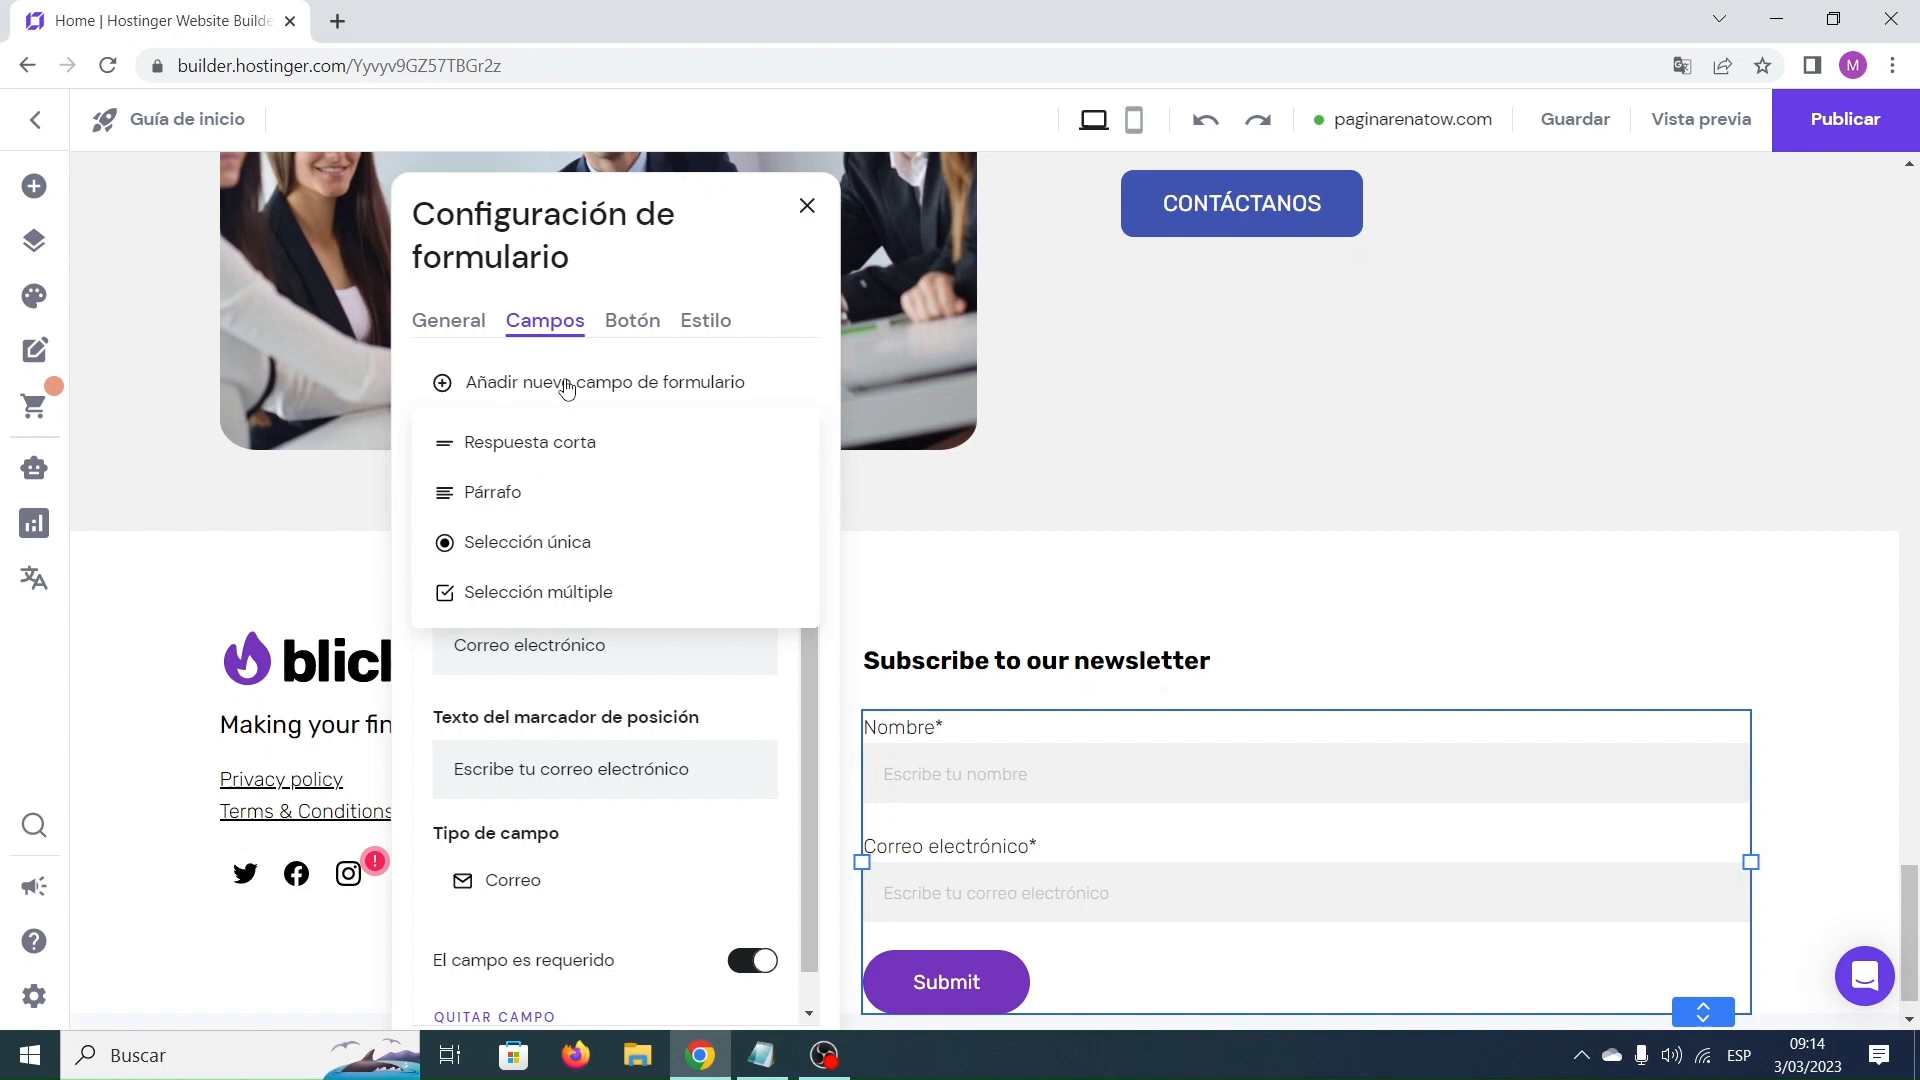 Home | Hostinger Website Builde
builder.hostinger.com/Yyvyv9GZ57TBGr2z
M
Guía de inicio
paginarenatow.com
Guardar
Vista previa
Publicar
CONTÁCTANOS
Configuración de
formulario
General
Campos
Botón
Estilo
Añadir nuevo campo de formulario
Respuesta corta
Párrafo
Selección única
Selección múltiple
Correo electrónico
Texto del marcador de posición
Escribe tu correo electrónico
Tipo de campo
Correo
El campo es requerido
QUITAR CAMPO
Making your fin
Privacy policy
Terms & Conditions
Subscribe to our newsletter
Nombre*
Escribe tu nombre
Correo electrónico*
Escribe tu correo electrónico
Submit
Buscar
ESP
09:14
3/03/2023